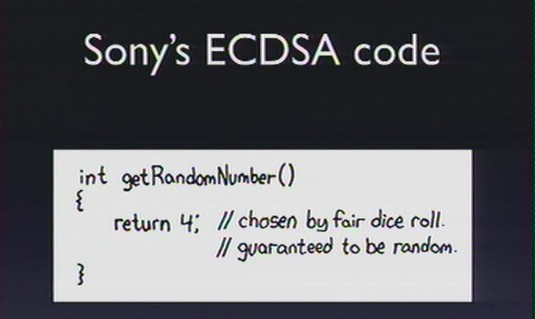 Sony's ECDSA code
int getRandomNumber()
{
return 4; // chosen by fair dice roll.
// guaranteed to be random.
}